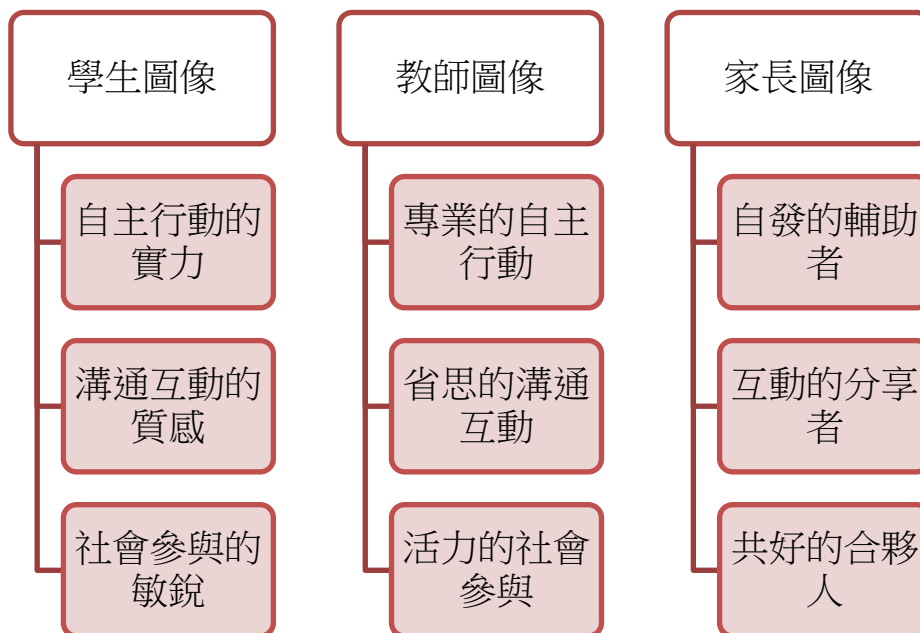 學生圖像
自主行動的
實力
溝通互動的
質感
社會參與的
敏銳
教師圖像
專業的自主
行動
省思的溝通
互動
活力的社會
參與
家長圖像
自發的輔助
者
互動的分享
者
共好的合夥
人